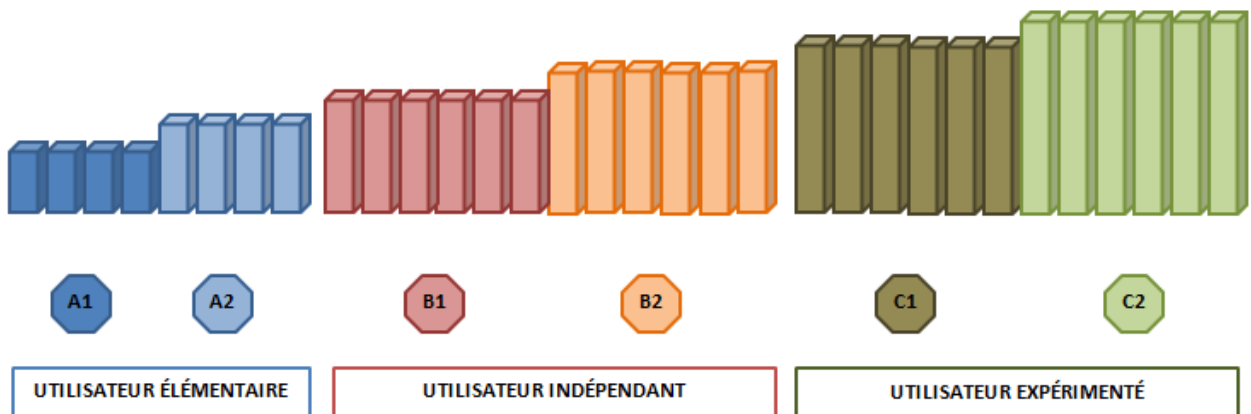 A1 A2 B1 B2 C1 C2
UTILISATEUR ÉLÉMENTAIRE UTILISATEUR INDÉPENDANT UTILISATEUR EXPÉRIMENTÉ